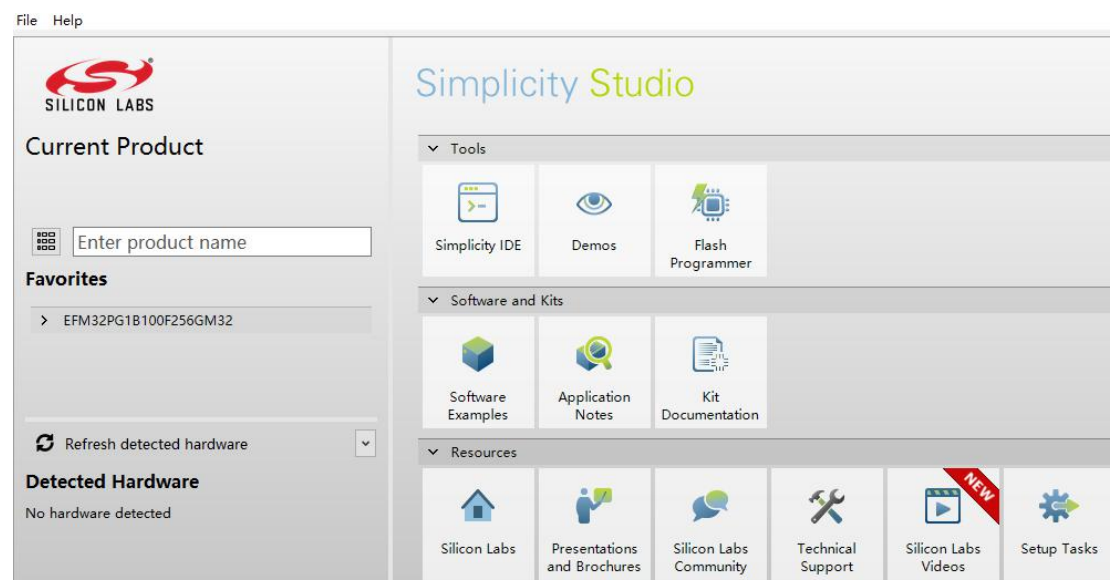 File Help
SILICON LABS
Simplicity Studio
Current Product
Tools
Simplicity IDE
Demos
Flash
Programmer
Enter product name
Favorites
EFM32PG1B100F256GM32
Software and Kits
Software
Examples
Application
Notes
Kit
Documentation
Refresh detected hardware
Detected Hardware
No hardware detected
Resources
NEW
Silicon Labs
Presentations
and Brochures
Silicon Labs
Community
Technical
Support
Silicon Labs
Videos
Setup Tasks